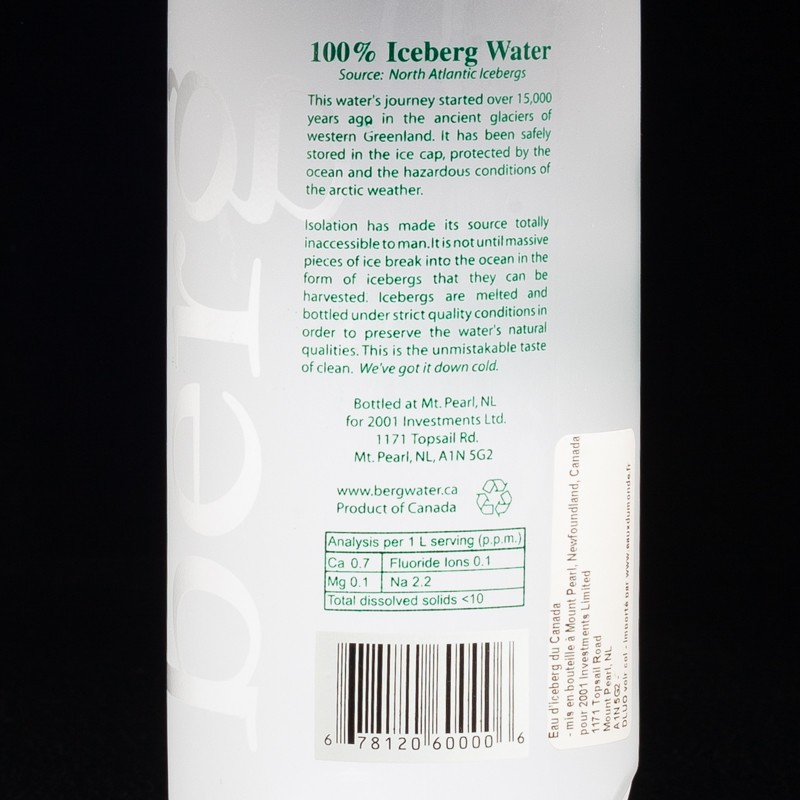 100% Iceberg Water
Source: North Atlantic Icebergs
This water's journey started over 15,000
years ago in the ancient glaciers of
western Greenland. It has been safely
stored in the ice cap, protected by the
ocean and the hazardous conditions of
the arctic weather.
Isolation has made its source totally
inaccessible to man. It is not until massive
pieces of ice break into the ocean in the
form of icebergs that they can be
harvested. Icebergs are melted and
bottled under strict quality conditions in
order to preserve the water's natural
qualities. This is the unmistakable taste
of clean. We've got it down cold.
Bottled at Mt. Pearl, NL
for 2001 Investments Ltd.
1171 Topsail Rd.
Mt. Pearl, NL, A1N 5G2
www.bergwater.ca
Product of Canada
Analysis per 1 L serving (p.p.m.)
Ca 0.7 Fluoride Ions 0.1
Mg 0.1 Na 2.2
Total dissolved solids <10
6 78120 60000 6
berg
Eau d'iceberg du Canada
- mis en bouteille à Mount Pearl, Newfoundland, Canada
pour 2001 Investments Limited
1171 Topsail Road
Mount Pearl, NL
A1N 5G2 -
DLUO voir col - importé par www.eauxdumonde.fr